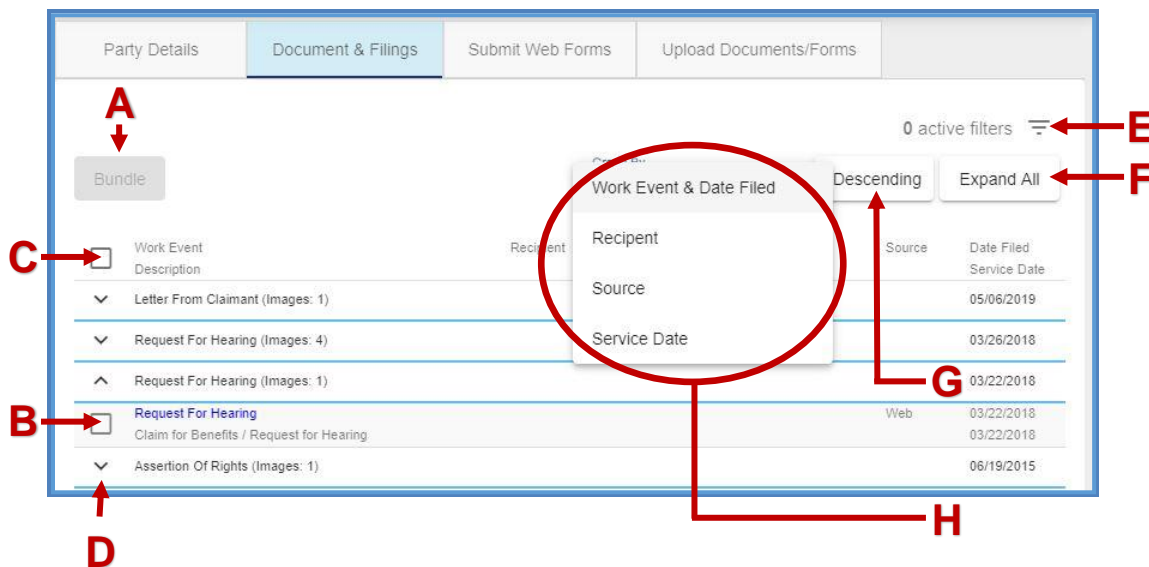 Party Details Document & Filings Submit Web Forms Upload Documents/Forms
A
0 active filters E
Bundle Work Event & Date Filed Descending Expand All F
Recipent
C Work Event Recipient Source Date Filed
Description Service Date
Source
Letter From Claimant (Images: 1) 05/06/2019
Service Date
Request For Hearing (Images: 4) 03/26/2018
Request For Hearing (Images: 1) G 03/22/2018
B Request For Hearing Web 03/22/2018
Claim for Benefits / Request for Hearing 03/22/2018
Assertion Of Rights (Images: 1) 06/19/2015
H
D